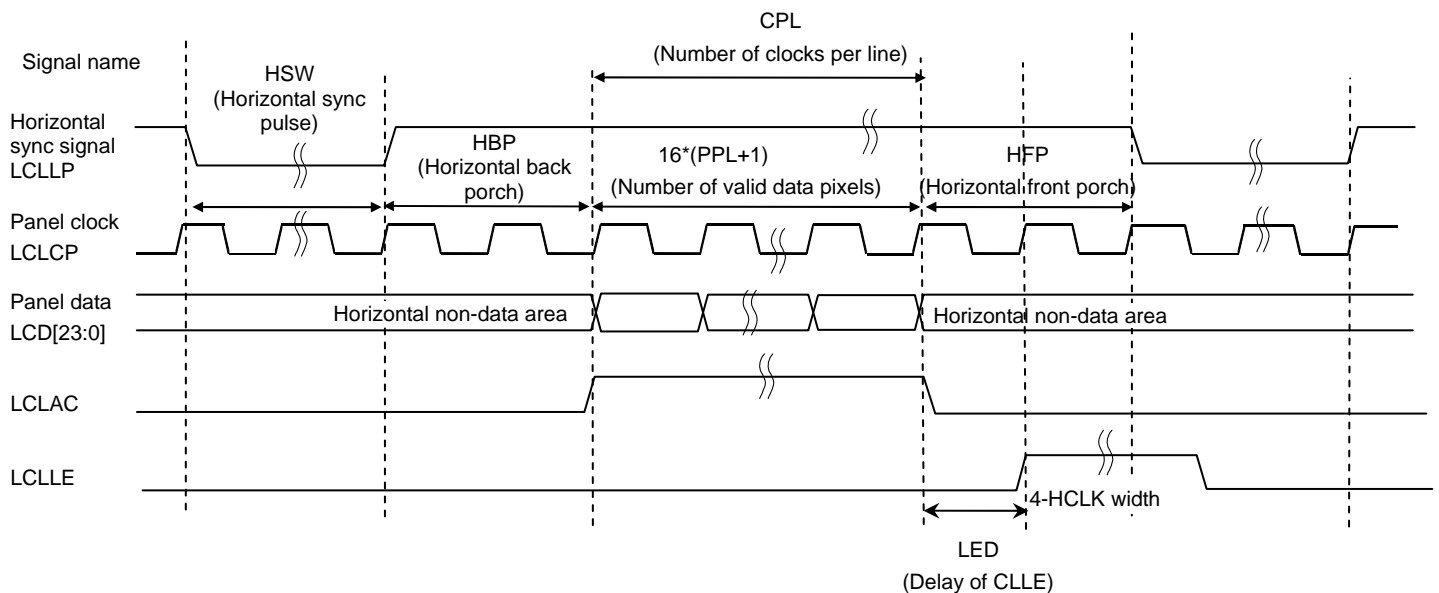 CPL
(Number of clocks per line)
Signal name
HSW
(Horizontal sync
pulse)
Horizontal
sync signal
LCLLP
HBP
(Horizontal back
porch)
16*(PPL+1)
(Number of valid data pixels)
HFP
(Horizontal front porch)
Panel clock
LCLCP
Panel data
LCD[23:0]
Horizontal non-data area
Horizontal non-data area
LCLAC
LCLLE
4-HCLK width
LED
(Delay of CLLE)